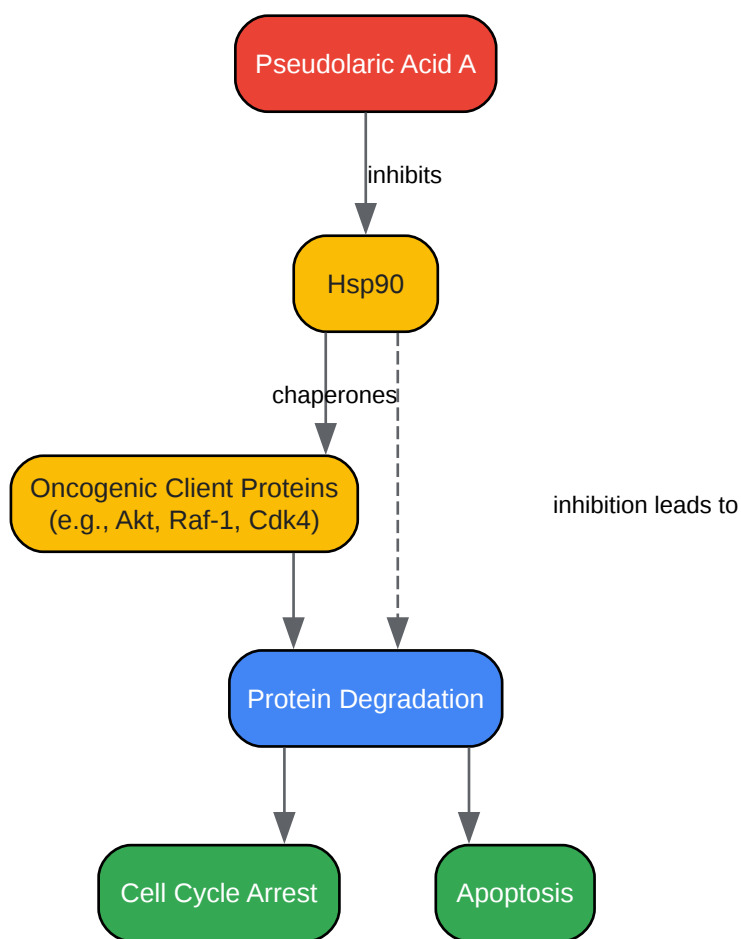 Pseudolaric Acid A
inhibits
Hsp90
chaperones
Oncogenic Client Proteins
(e.g., Akt, Raf-1, Cdk4)
inhibition leads to
Protein Degradation
Cell Cycle Arrest
Apoptosis